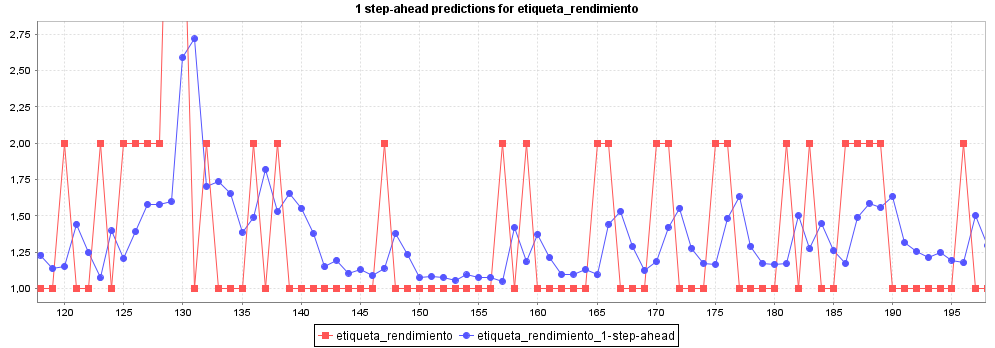 1 step-ahead predictions for etiqueta_rendimiento
2,75
2,50
2,25
2,00
1,75
1,50
1,25
1,00
120 125 130 135 140 145 150 155 160 165 170 175 180 185 190 195
etiqueta_rendimiento etiqueta_rendimiento_1-step-ahead